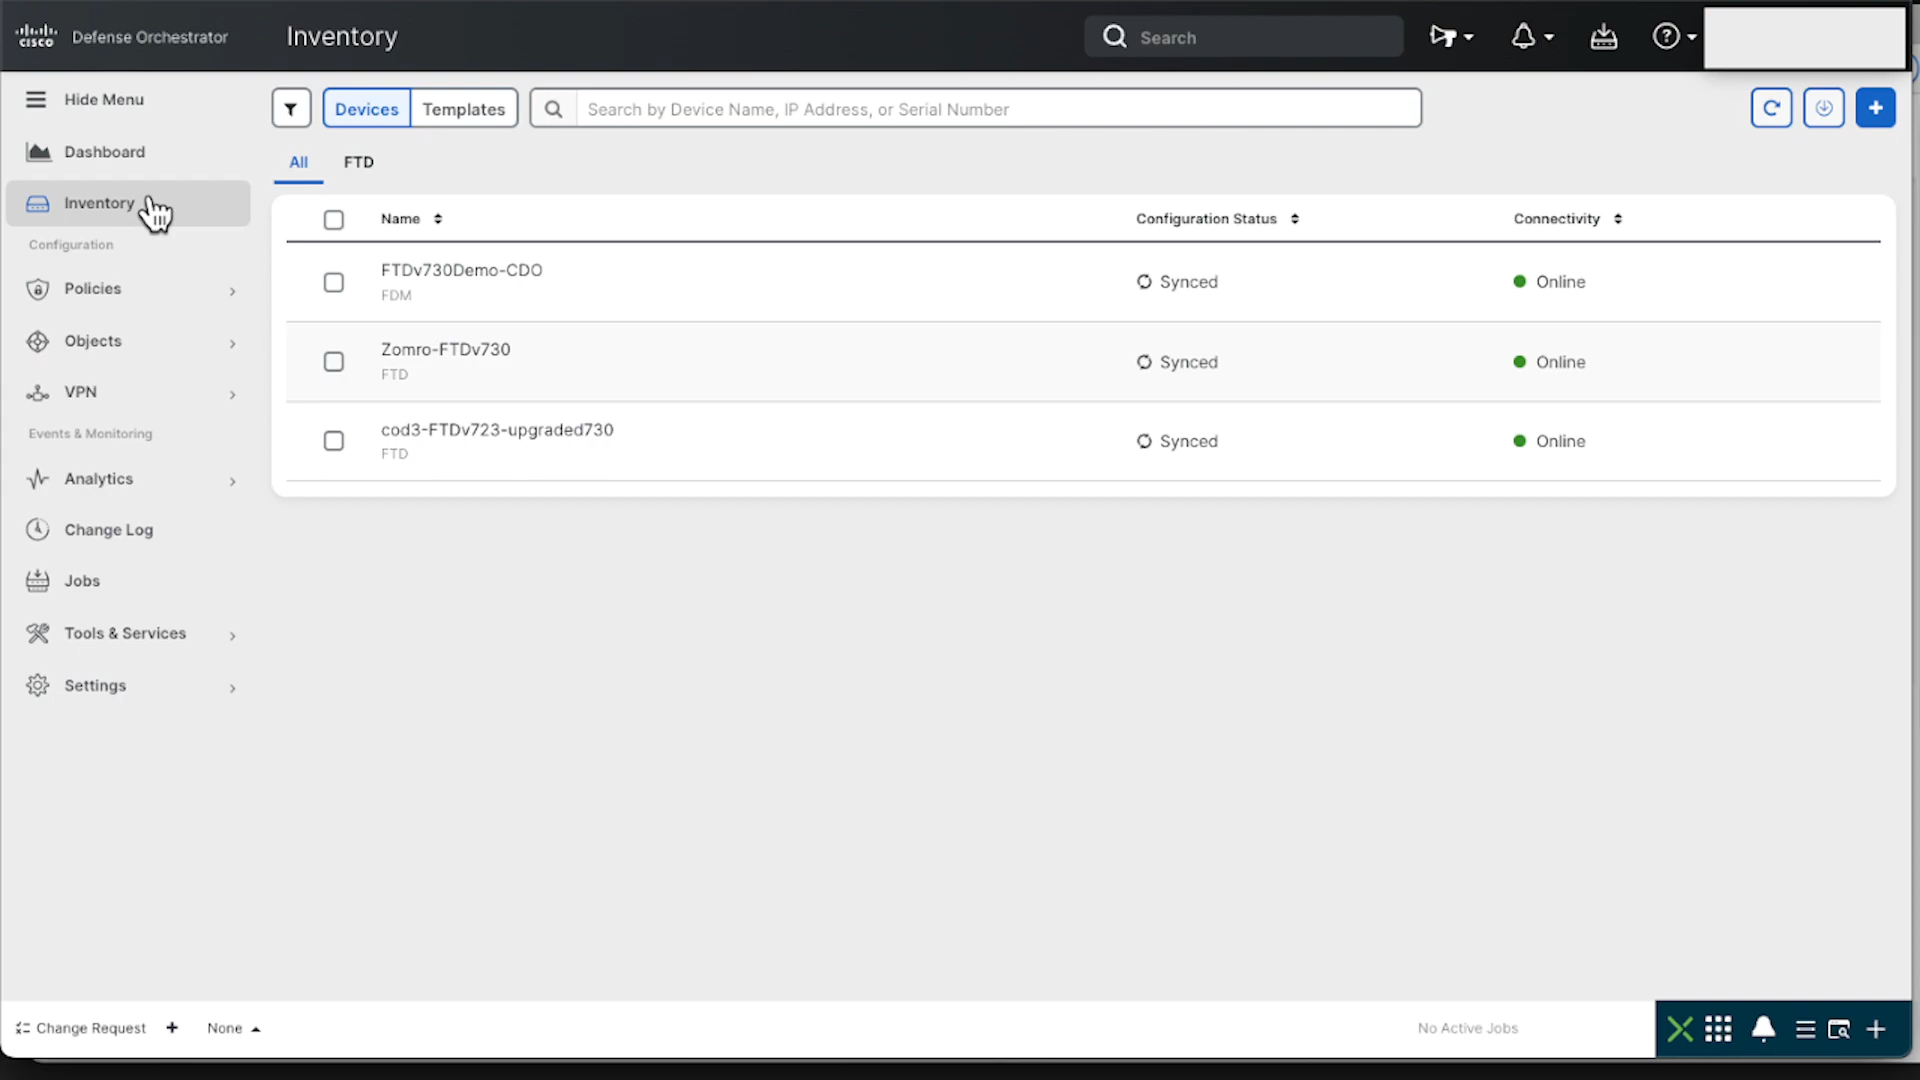 cisco Defense Orchestrator Inventory Search
Hide Menu
Dashboard
Inventory
Configuration
Policies
Objects
VPN
Events & Monitoring
Analytics
Change Log
Jobs
Tools & Services
Settings
Devices Templates Search by Device Name, IP Address, or Serial Number
All FTD
Name Configuration Status Connectivity
FTDv730Demo-CDO Synced Online
FDM
Zomro-FTDv730 Synced Online
FTD
cod3-FTDv723-upgraded730 Synced Online
FTD
Change Request + None No Active Jobs